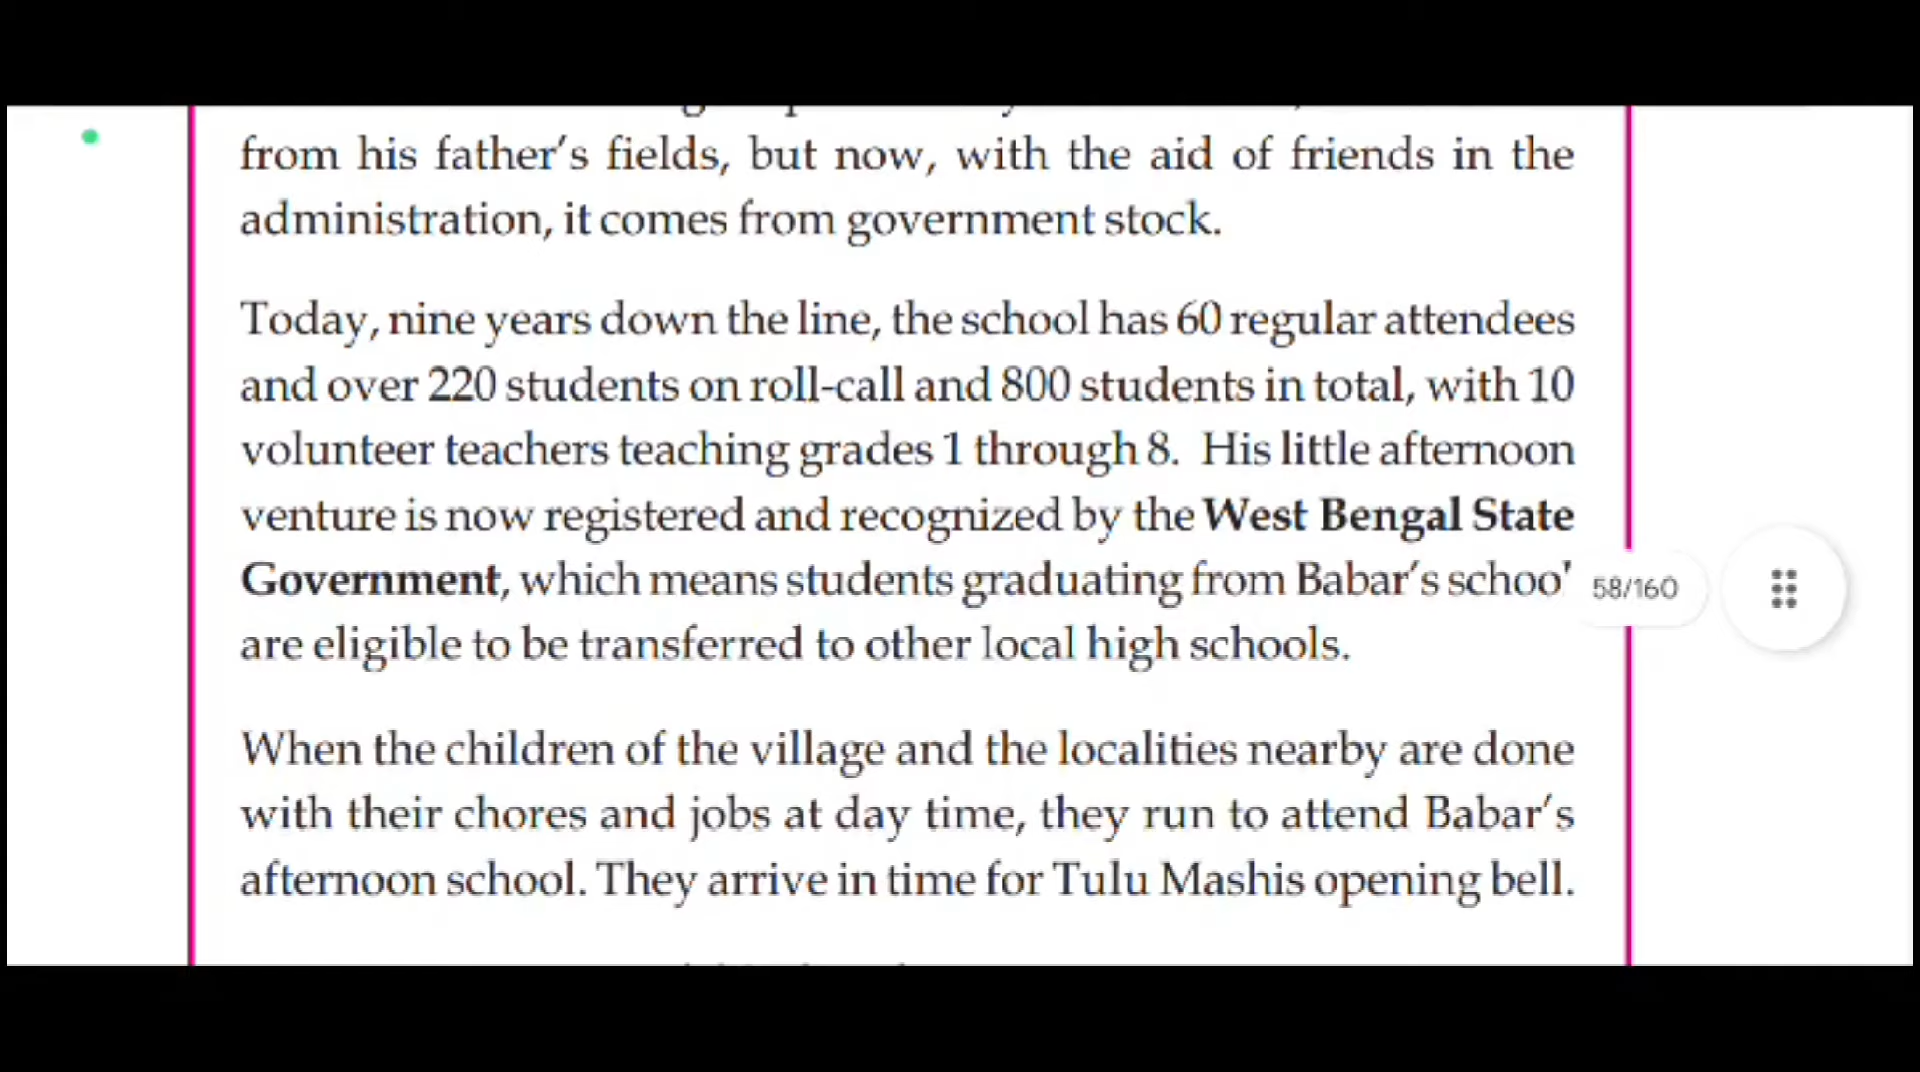 from his father's fields, but now, with the aid of friends in the
administration, it comes from government stock.
Today, nine years down the line, the school has 60 regular attendees
and over 220 students on roll-call and 800 students in total, with 10
volunteer teachers teaching grades 1 through 8. His little afternoon
venture is now registered and recognized by the West Bengal State
Government, which means students graduating from Babar's schoo
58/160
are eligible to be transferred to other local high schools.
When the children of the village and the localities nearby are done
with their chores and jobs at day time, they run to attend Babar's
afternoon school. They arrive in time for Tulu Mashis opening bell.